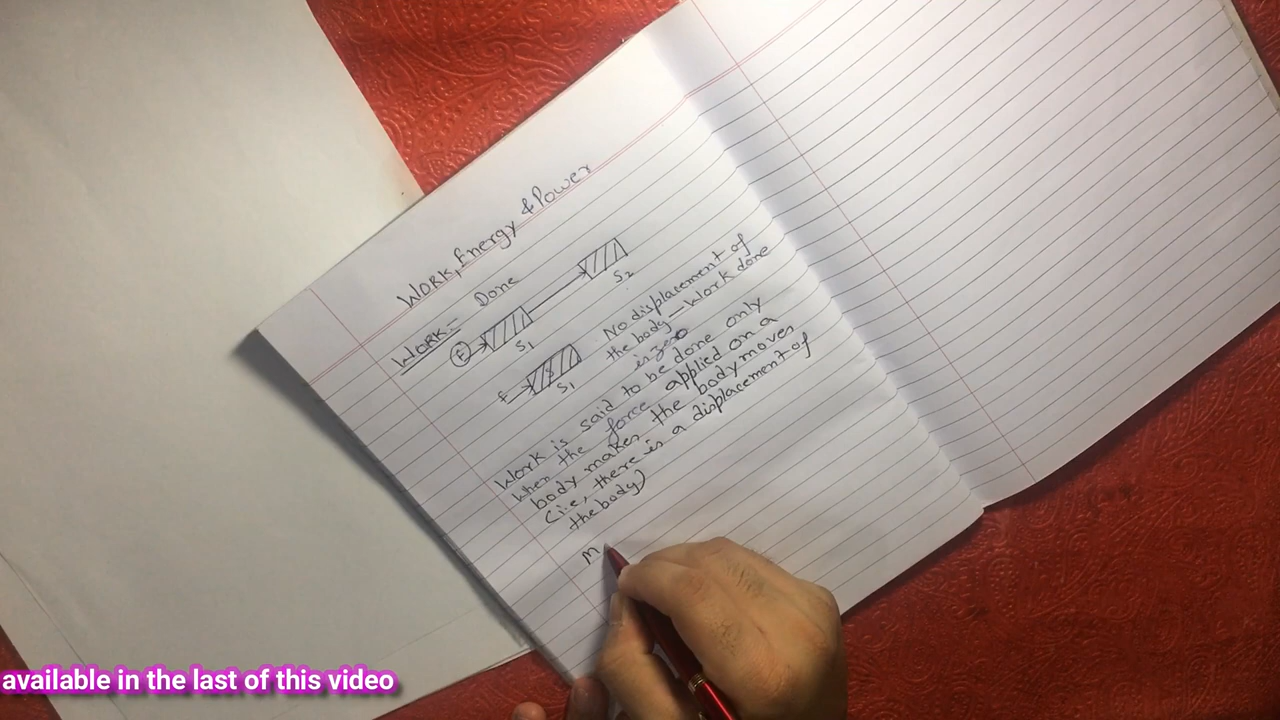 WORK, Energy & Power
WORK:- Done
F
S1
S2
F
S1
No displacement of
the body - Work done
is zero
Work is said to be done only
when the force applied on a
body makes the body moves
(i.e, there is a displacement of
the body)
M
available in the last of this video